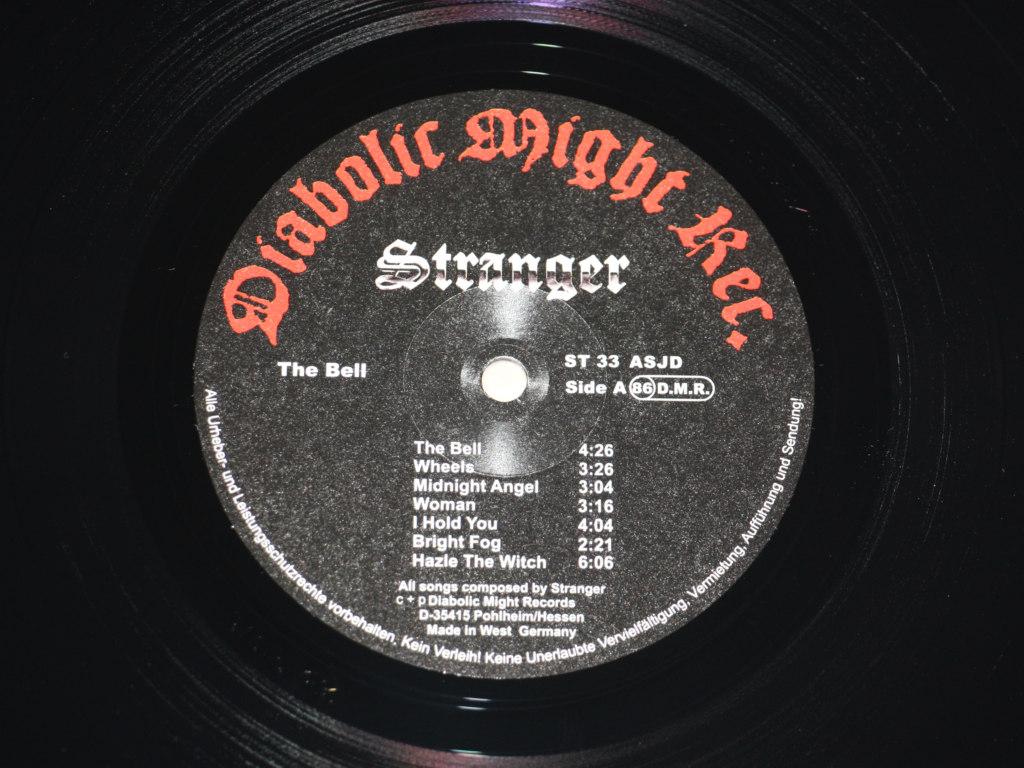 Diabolic Might Rec.
Stranger
The Bell
ST 33 ASJD
Side A 86 D.M.R.
The Bell 4:26
Wheels 3:26
Midnight Angel 3:04
Woman 3:16
I Hold You 4:04
Bright Fog 2:21
Hazle The Witch 6:06
All songs composed by Stranger
c + p Diabolic Might Records
D-35415 Pohlheim/Hessen
Made in West Germany
Alle Urheber- und Leistungsschutzrechte vorbehalten. Kein Verleih! Keine Unerlaubte Vervielfältigung, Vermietung, Aufführung und Sendung!